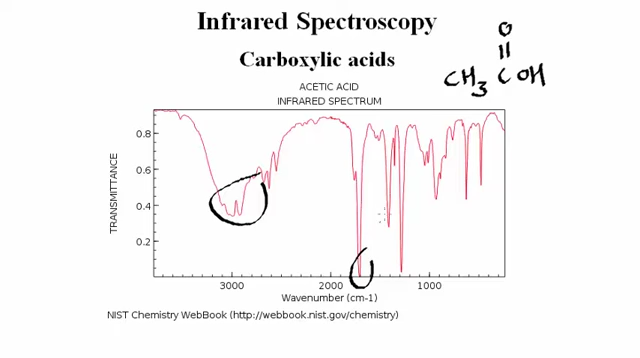 Infrared Spectroscopy
Carboxylic acids
O
||
CH3 C OH
ACETIC ACID
INFRARED SPECTRUM
TRANSMITTANCE
0.8
0.6
0.4
0.2
3000 2000 1000
Wavenumber (cm-1)
NIST Chemistry WebBook (http://webbook.nist.gov/chemistry)